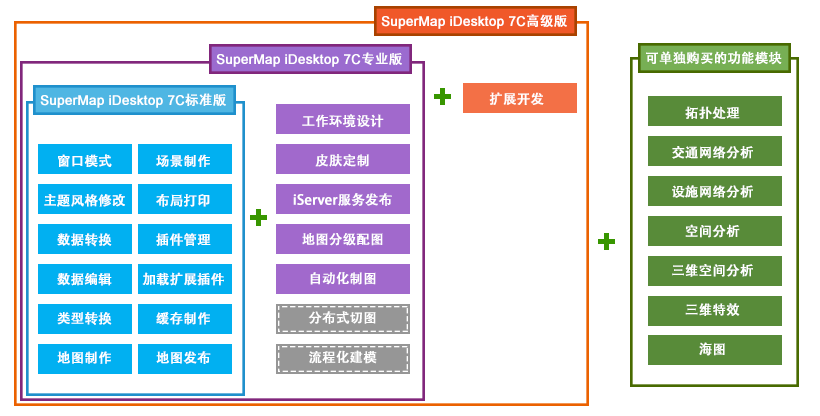 SuperMap iDesktop 7C高级版
SuperMap iDesktop 7C专业版
SuperMap iDesktop 7C标准版
窗口模式
场景制作
主题风格修改
布局打印
数据转换
插件管理
数据编辑
加载扩展插件
类型转换
缓存制作
地图制作
地图发布
工作环境设计
皮肤定制
iServer服务发布
地图分级配图
自动化制图
分布式切图
流程化建模
扩展开发
可单独购买的功能模块
拓扑处理
交通网络分析
设施网络分析
空间分析
三维空间分析
三维特效
海图